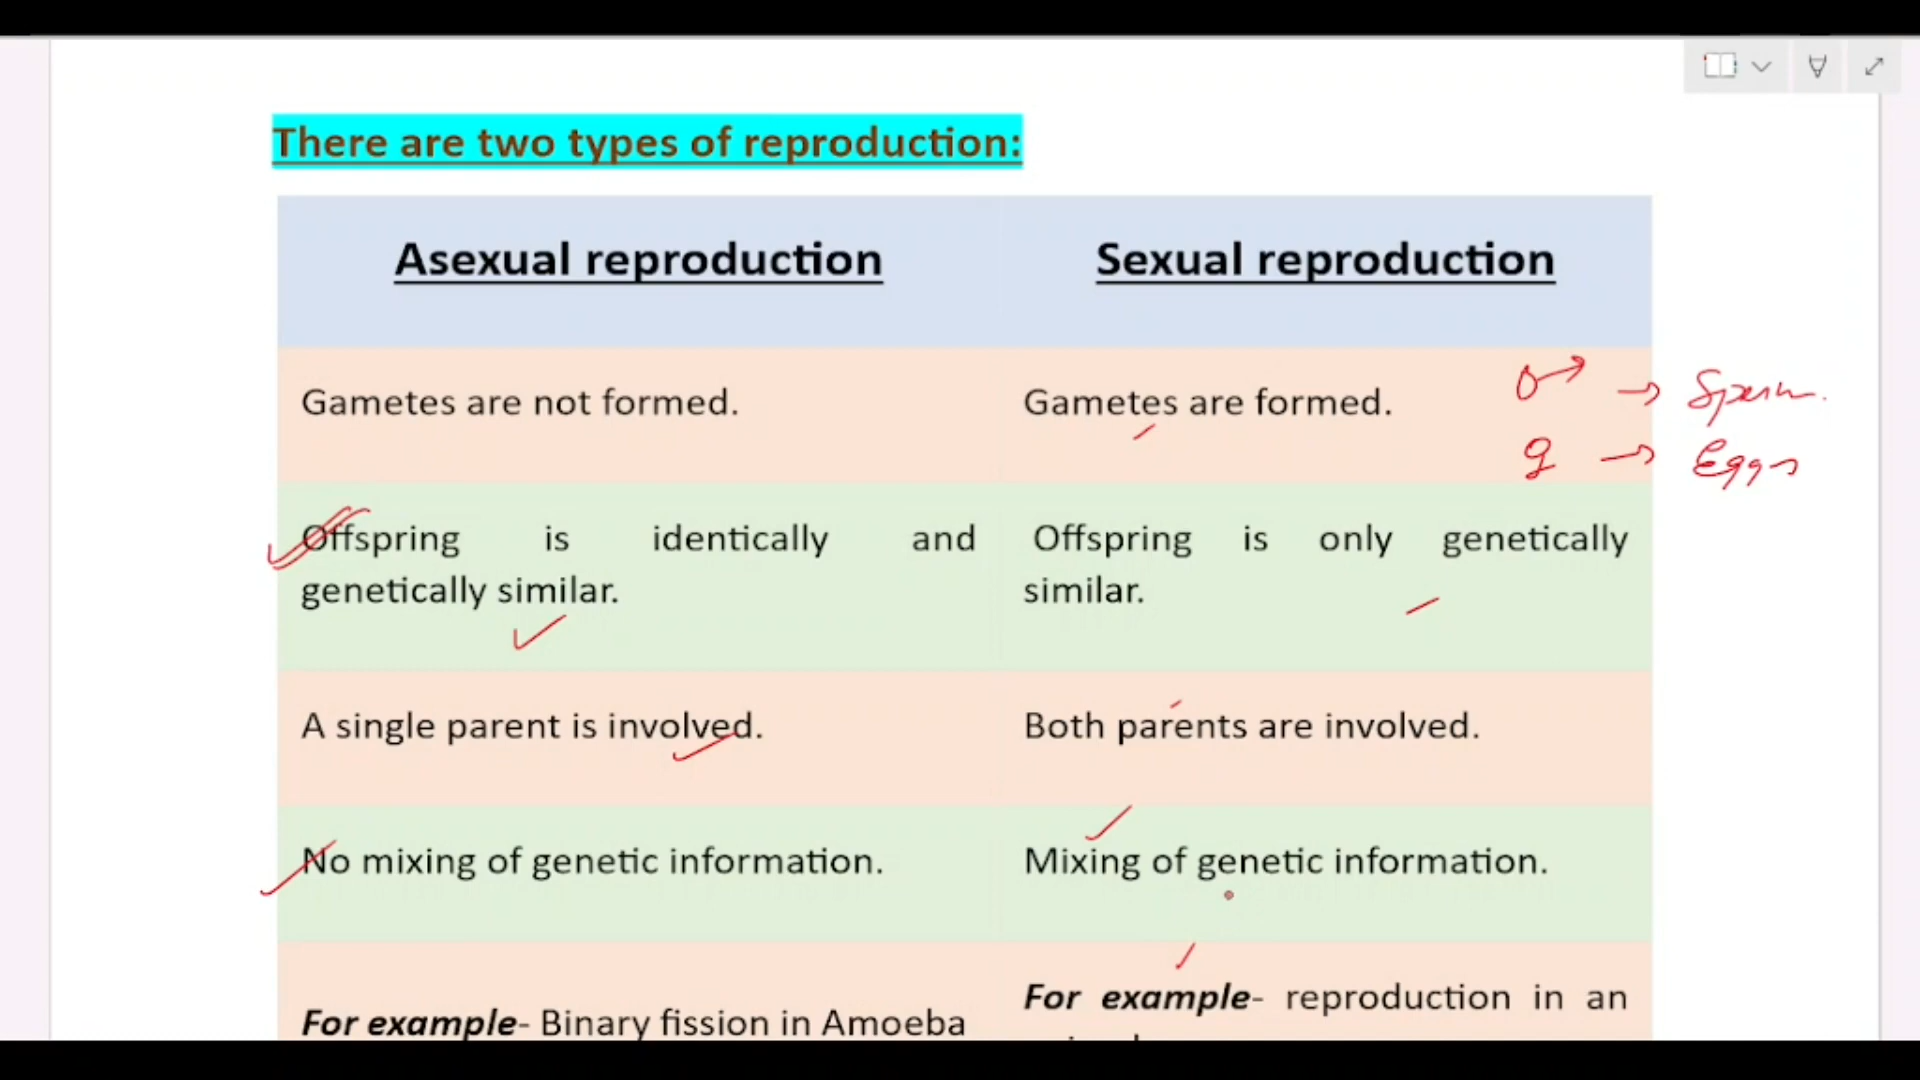 There are two types of reproduction:
Asexual reproduction
Sexual reproduction
Gametes are not formed.
Gametes are formed.
♂ → Sperm.
♀ → Eggs
Offspring is identically and
genetically similar.
Offspring is only genetically
similar.
A single parent is involved.
Both parents are involved.
No mixing of genetic information.
Mixing of genetic information.
For example- Binary fission in Amoeba
For example- reproduction in an